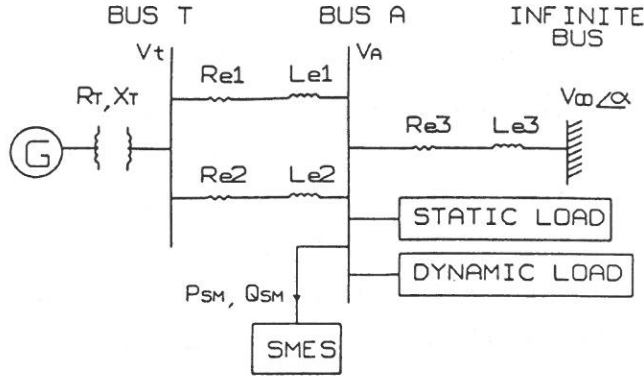 BUS T
BUS A
INFINITE
BUS
Vt
VA
V∞∠α
Re1
Le1
RT, XT
Re3
Le3
G
Re2
Le2
STATIC LOAD
DYNAMIC LOAD
PSM, QSM
SMES